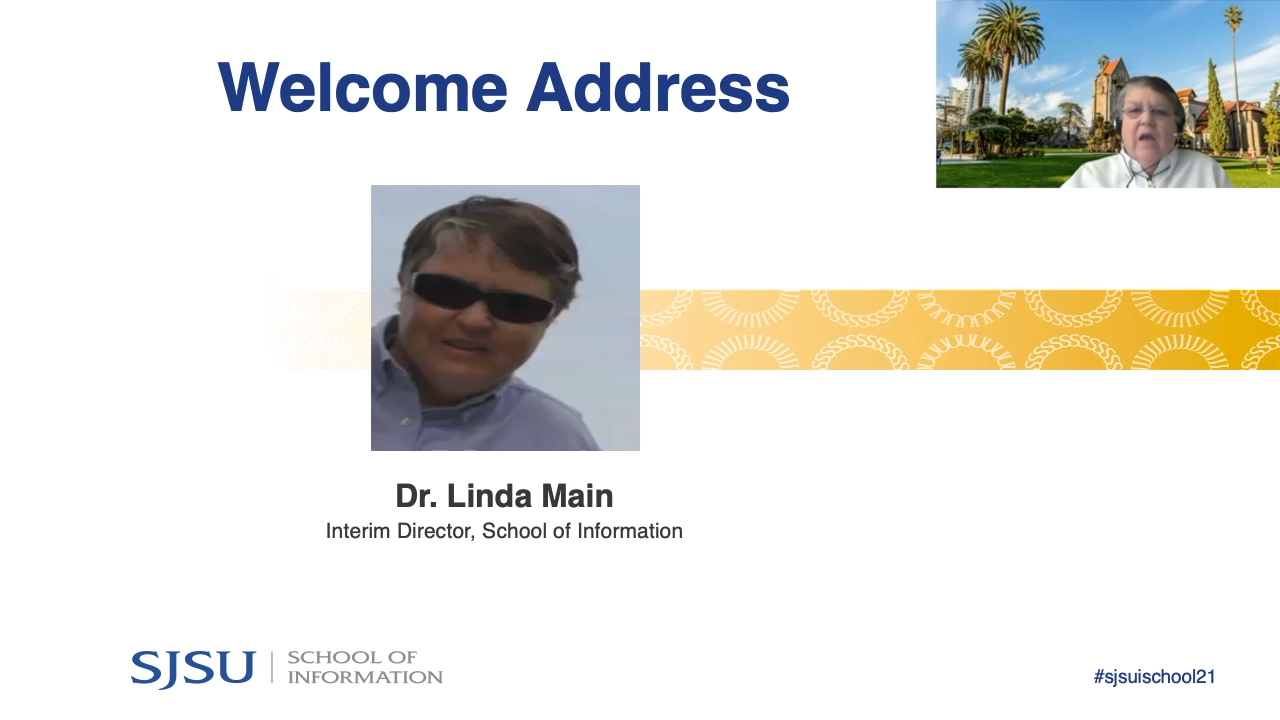 Welcome Address
Dr. Linda Main
Interim Director, School of Information
SJSU
SCHOOL OF
INFORMATION
#sjsuischool21